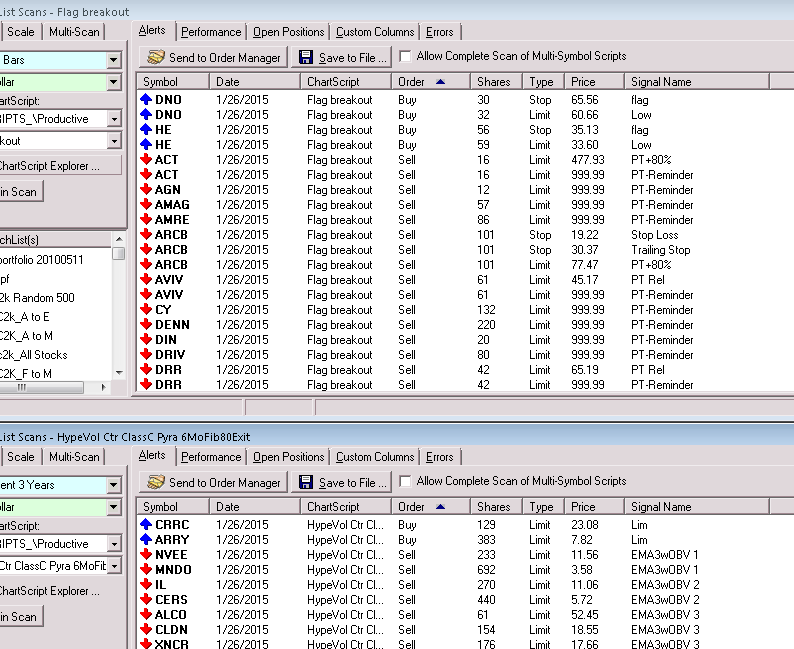 List Scans - Flag breakout
Scale Multi-Scan Alerts Performance Open Positions Custom Columns Errors
Bars Send to Order Manager Save to File ... Allow Complete Scan of Multi-Symbol Scripts
Symbol Date ChartScript Order Shares Type Price Signal Name
DNO 1/26/2015 Flag breakout Buy 30 Stop 65.56 flag
DNO 1/26/2015 Flag breakout Buy 32 Limit 60.66 Low
HE 1/26/2015 Flag breakout Buy 56 Stop 35.13 flag
HE 1/26/2015 Flag breakout Buy 59 Limit 33.60 Low
ACT 1/26/2015 Flag breakout Sell 16 Limit 477.93 PT+80%
ACT 1/26/2015 Flag breakout Sell 16 Limit 999.99 PT-Reminder
AGN 1/26/2015 Flag breakout Sell 12 Limit 999.99 PT-Reminder
AMAG 1/26/2015 Flag breakout Sell 57 Limit 999.99 PT-Reminder
AMRE 1/26/2015 Flag breakout Sell 86 Limit 999.99 PT-Reminder
ARCB 1/26/2015 Flag breakout Sell 101 Stop 19.22 Stop Loss
ARCB 1/26/2015 Flag breakout Sell 101 Stop 30.37 Trailing Stop
ARCB 1/26/2015 Flag breakout Sell 101 Limit 77.47 PT+80%
AVIV 1/26/2015 Flag breakout Sell 61 Limit 45.17 PT Rel
AVIV 1/26/2015 Flag breakout Sell 61 Limit 999.99 PT-Reminder
CY 1/26/2015 Flag breakout Sell 132 Limit 999.99 PT-Reminder
DENN 1/26/2015 Flag breakout Sell 220 Limit 999.99 PT-Reminder
DIN 1/26/2015 Flag breakout Sell 20 Limit 999.99 PT-Reminder
DRIV 1/26/2015 Flag breakout Sell 80 Limit 999.99 PT-Reminder
DRR 1/26/2015 Flag breakout Sell 42 Limit 65.19 PT Rel
DRR 1/26/2015 Flag breakout Sell 42 Limit 999.99 PT-Reminder
llar
artScript:
RIPTS_\Productive
kout
ChartScript Explorer ...
in Scan
chList(s)
portfolio 20100511
pf
2k Random 500
C2K_A to E
C2K_A to M
c2k_All Stocks
C2K_F to M
List Scans - HypeVol Ctr ClassC Pyra 6MoFib80Exit
Scale Multi-Scan Alerts Performance Open Positions Custom Columns Errors
ent 3 Years Send to Order Manager Save to File ... Allow Complete Scan of Multi-Symbol Scripts
Symbol Date ChartScript Order Shares Type Price Signal Name
CRRC 1/26/2015 HypeVol Ctr Cl... Buy 129 Limit 23.08 Lim
ARRY 1/26/2015 HypeVol Ctr Cl... Buy 383 Limit 7.82 Lim
NVEE 1/26/2015 HypeVol Ctr Cl... Sell 233 Limit 11.56 EMA3wOBV 1
MNDO 1/26/2015 HypeVol Ctr Cl... Sell 692 Limit 3.58 EMA3wOBV 1
IL 1/26/2015 HypeVol Ctr Cl... Sell 270 Limit 11.06 EMA3wOBV 2
CERS 1/26/2015 HypeVol Ctr Cl... Sell 440 Limit 5.72 EMA3wOBV 2
ALCO 1/26/2015 HypeVol Ctr Cl... Sell 61 Limit 52.45 EMA3wOBV 3
CLDN 1/26/2015 HypeVol Ctr Cl... Sell 154 Limit 18.55 EMA3wOBV 3
XNCR 1/26/2015 HypeVol Ctr Cl... Sell 176 Limit 17.66 EMA3wOBV 3
llar
artScript:
RIPTS_\Productive
Ctr ClassC Pyra 6MoFit
ChartScript Explorer ...
in Scan